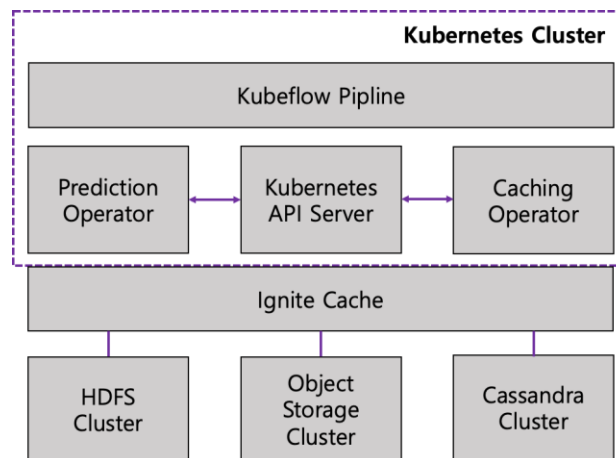 Kubernetes Cluster
Kubeflow Pipline
Prediction
Operator
Kubernetes
API Server
Caching
Operator
Ignite Cache
HDFS
Cluster
Object
Storage
Cluster
Cassandra
Cluster